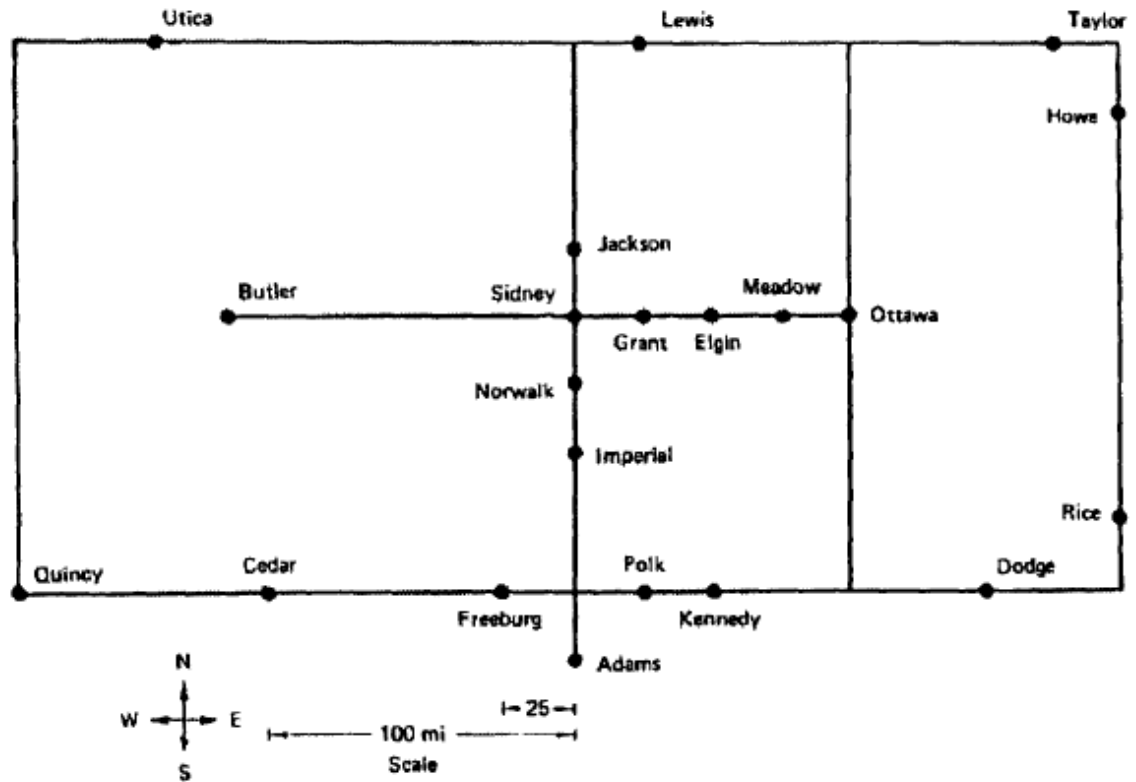 Utica
Lewis
Taylor
Howe
Jackson
Butler
Sidney
Meadow
Ottawa
Grant
Elgin
Norwalk
Imperial
Rice
Quincy
Cedar
Polk
Dodge
Freeburg
Kennedy
Adams
N
W
E
S
25
100 mi
Scale